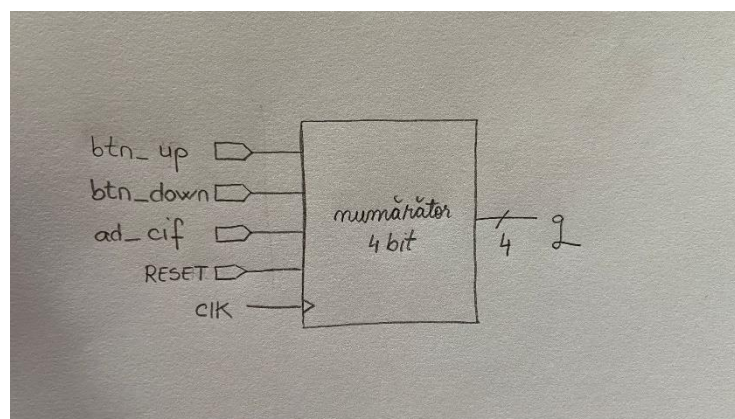 btn_up
btn_down
ad_cif
RESET
clK
numărător
4 bit
4
q